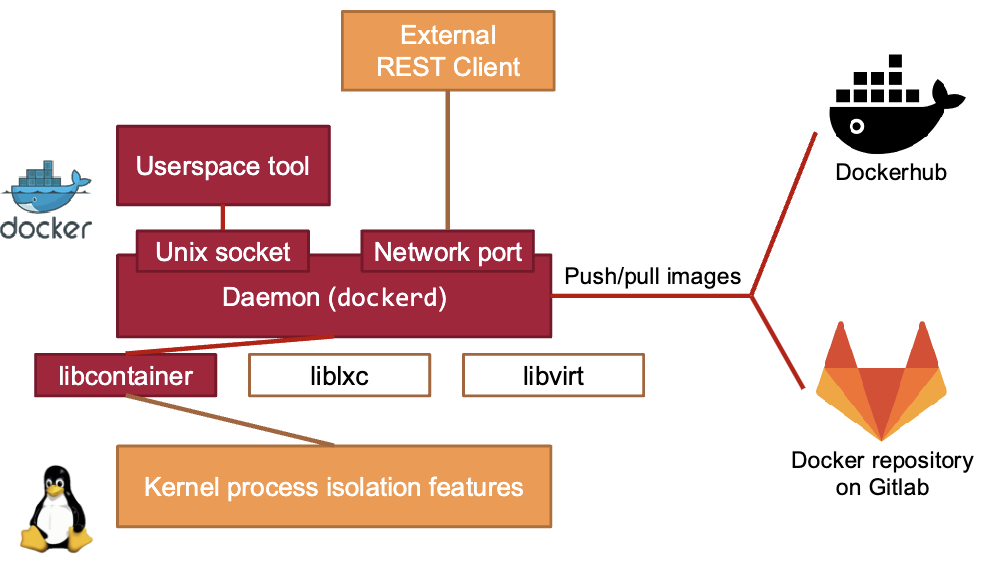 External
REST Client
Userspace tool
docker
Unix socket
Network port
Daemon (dockerd)
Push/pull images
Dockerhub
libcontainer
liblxc
libvirt
Kernel process isolation features
Docker repository
on Gitlab